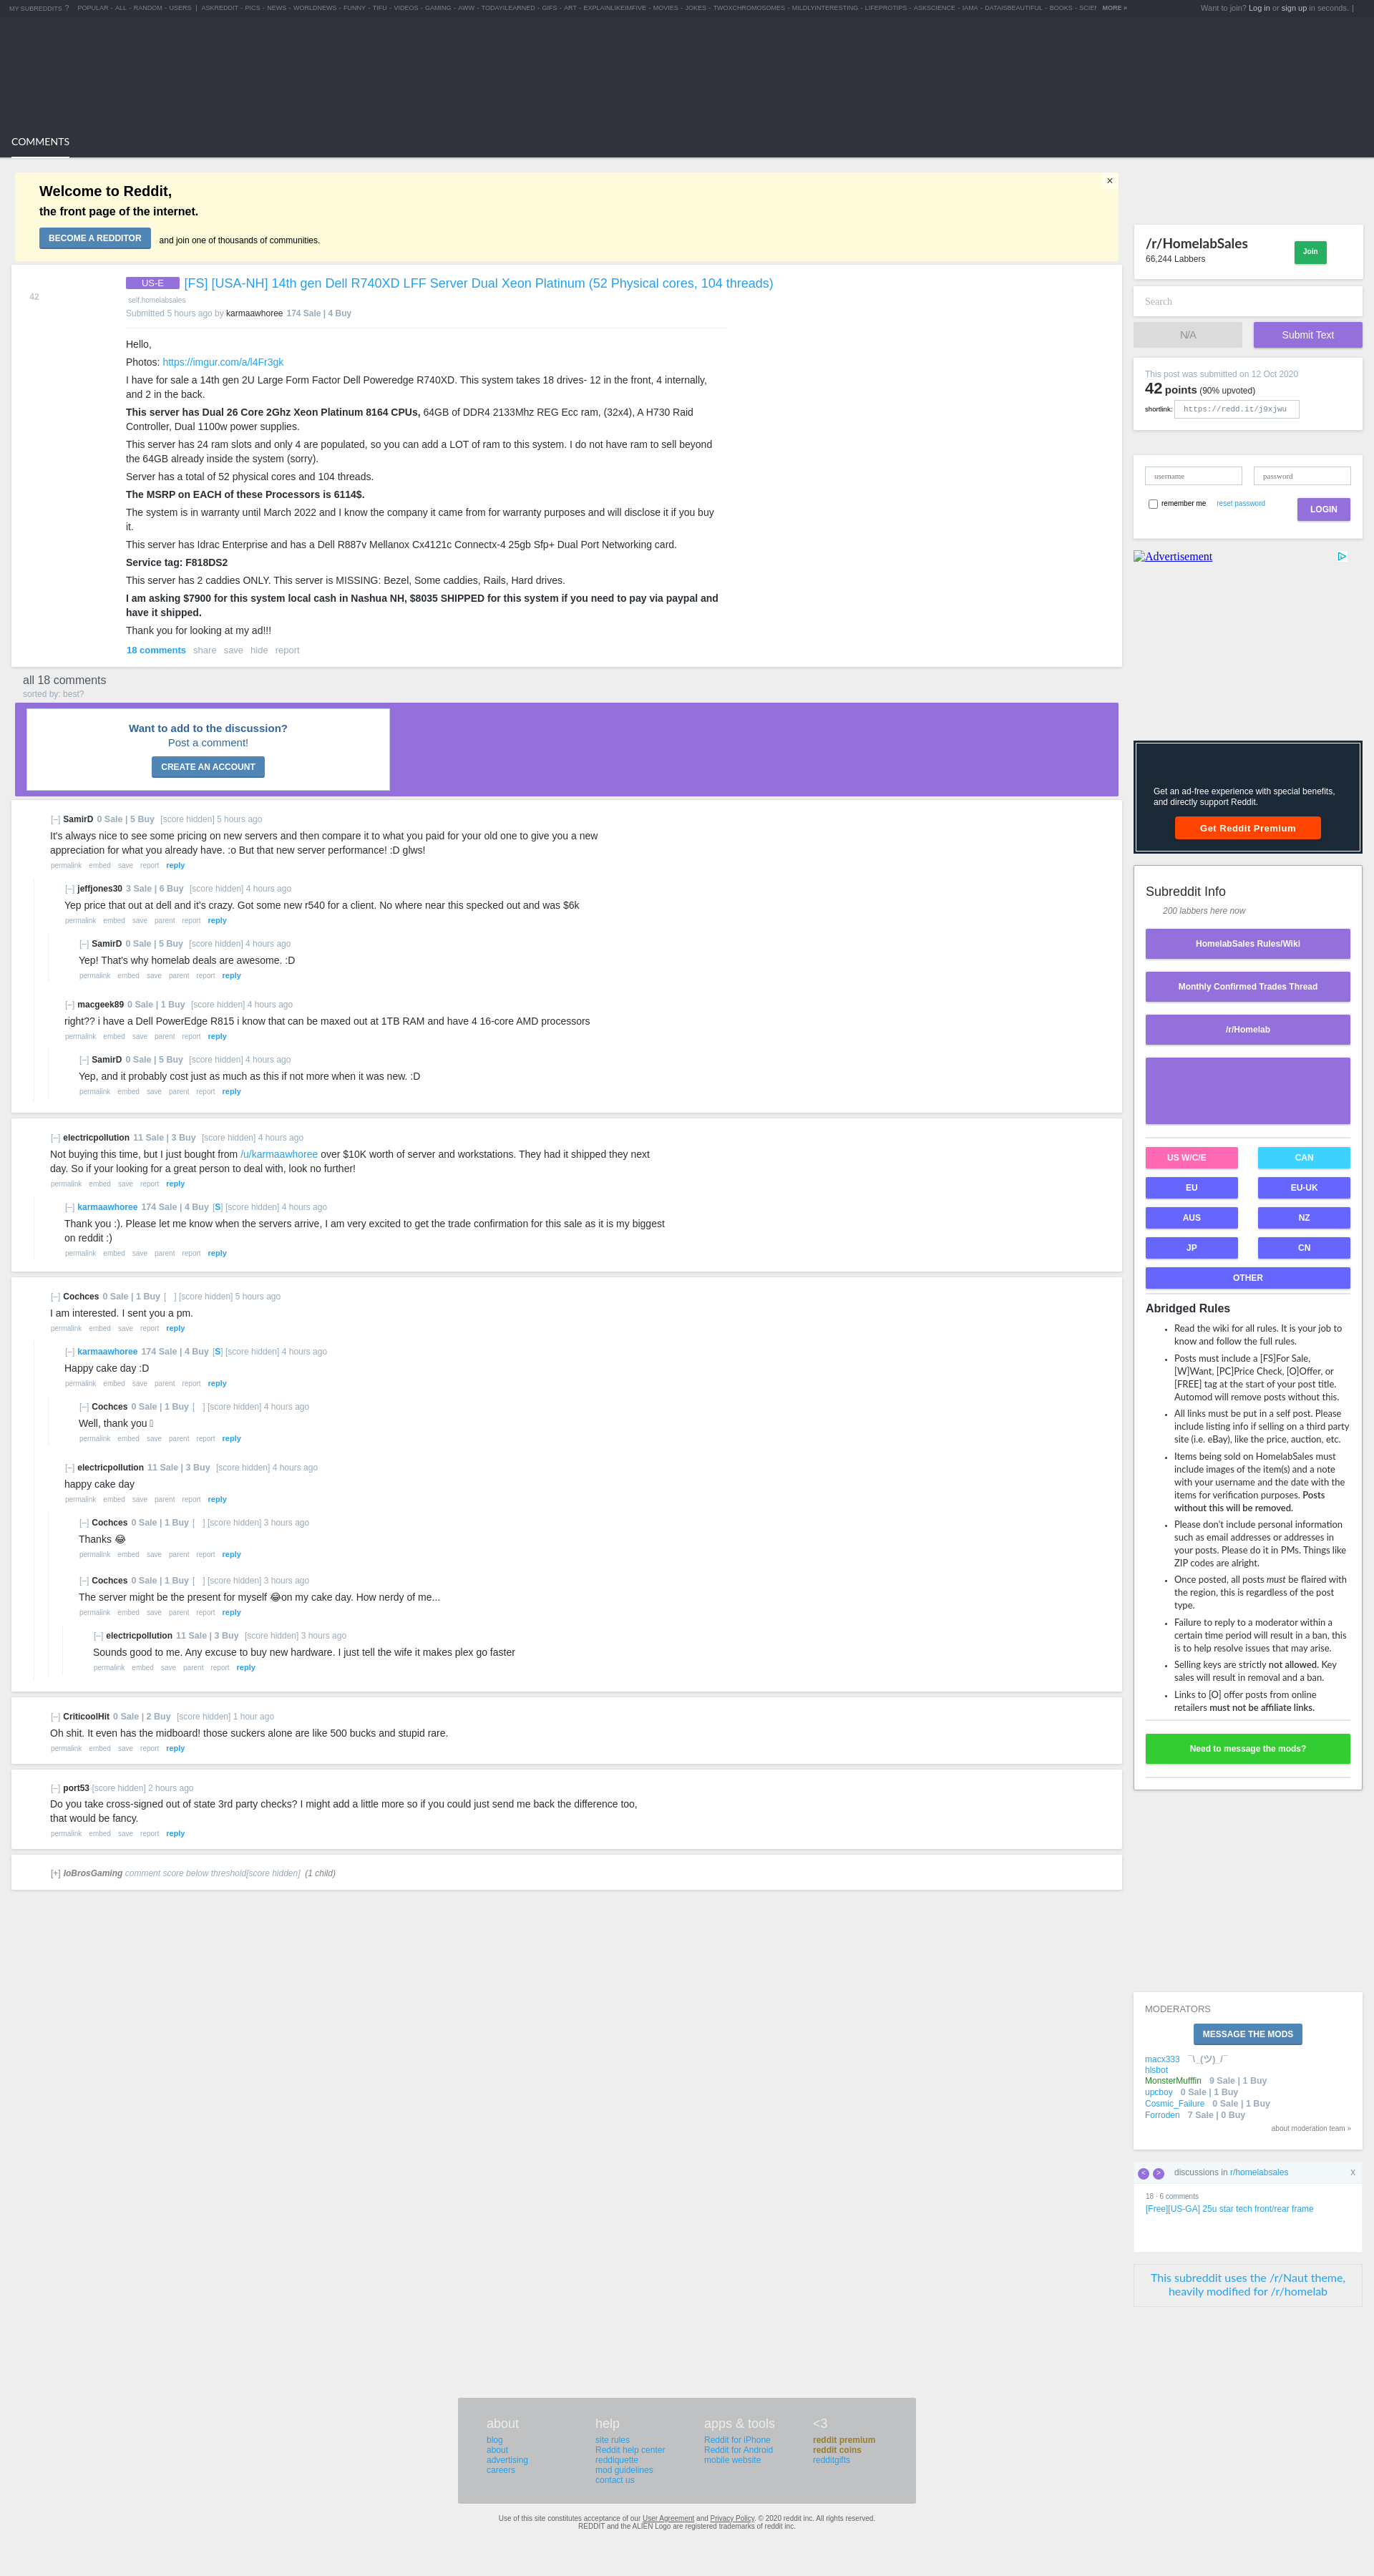 MY SUBREDDITS ? POPULAR - ALL - RANDOM - USERS | ASKREDDIT - PICS - NEWS - WORLDNEWS - FUNNY - TIFU - VIDEOS - GAMING - AWW - TODAYILEARNED - GIFS - ART - EXPLAINLIKEIMFIVE - MOVIES - JOKES - TWOXCHROMOSOMES - MILDLYINTERESTING - LIFEPROTIPS - ASKSCIENCE - IAMA - DATAISBEAUTIFUL - BOOKS - MORE »
Want to join? Log in or sign up in seconds. |
COMMENTS
Welcome to Reddit,
the front page of the internet.
BECOME A REDDITOR and join one of thousands of communities.
×
42
US-E [FS] [USA-NH] 14th gen Dell R740XD LFF Server Dual Xeon Platinum (52 Physical cores, 104 threads)
self.homelabsales
Submitted 5 hours ago by karmaawhoree 174 Sale | 4 Buy
Hello,
Photos: https://imgur.com/a/l4Fr3gk
I have for sale a 14th gen 2U Large Form Factor Dell Poweredge R740XD. This system takes 18 drives- 12 in the front, 4 internally,
and 2 in the back.
This server has Dual 26 Core 2Ghz Xeon Platinum 8164 CPUs, 64GB of DDR4 2133Mhz REG Ecc ram, (32x4), A H730 Raid
Controller, Dual 1100w power supplies.
This server has 24 ram slots and only 4 are populated, so you can add a LOT of ram to this system. I do not have ram to sell beyond
the 64GB already inside the system (sorry).
Server has a total of 52 physical cores and 104 threads.
The MSRP on EACH of these Processors is 6114$.
The system is in warranty until March 2022 and I know the company it came from for warranty purposes and will disclose it if you buy
it.
This server has Idrac Enterprise and has a Dell R887v Mellanox Cx4121c Connectx-4 25gb Sfp+ Dual Port Networking card.
Service tag: F818DS2
This server has 2 caddies ONLY. This server is MISSING: Bezel, Some caddies, Rails, Hard drives.
I am asking $7900 for this system local cash in Nashua NH, $8035 SHIPPED for this system if you need to pay via paypal and
have it shipped.
Thank you for looking at my ad!!!
18 comments share save hide report
all 18 comments
sorted by: best?
Want to add to the discussion?
Post a comment!
CREATE AN ACCOUNT
[–] SamirD 0 Sale | 5 Buy [score hidden] 5 hours ago
It's always nice to see some pricing on new servers and then compare it to what you paid for your old one to give you a new
appreciation for what you already have. :o But that new server performance! :D glws!
permalink embed save report reply
[–] jeffjones30 3 Sale | 6 Buy [score hidden] 4 hours ago
Yep price that out at dell and it's crazy. Got some new r540 for a client. No where near this specked out and was $6k
permalink embed save parent report reply
[–] SamirD 0 Sale | 5 Buy [score hidden] 4 hours ago
Yep! That's why homelab deals are awesome. :D
permalink embed save parent report reply
[–] macgeek89 0 Sale | 1 Buy [score hidden] 4 hours ago
right?? i have a Dell PowerEdge R815 i know that can be maxed out at 1TB RAM and have 4 16-core AMD processors
permalink embed save parent report reply
[–] SamirD 0 Sale | 5 Buy [score hidden] 4 hours ago
Yep, and it probably cost just as much as this if not more when it was new. :D
permalink embed save parent report reply
[–] electricpollution 11 Sale | 3 Buy [score hidden] 4 hours ago
Not buying this time, but I just bought from /u/karmaawhoree over $10K worth of server and workstations. They had it shipped they next
day. So if your looking for a great person to deal with, look no further!
permalink embed save report reply
[–] karmaawhoree 174 Sale | 4 Buy [S] [score hidden] 4 hours ago
Thank you :). Please let me know when the servers arrive, I am very excited to get the trade confirmation for this sale as it is my biggest
on reddit :)
permalink embed save parent report reply
[–] Cochces 0 Sale | 1 Buy [ ] [score hidden] 5 hours ago
I am interested. I sent you a pm.
permalink embed save report reply
[–] karmaawhoree 174 Sale | 4 Buy [S] [score hidden] 4 hours ago
Happy cake day :D
permalink embed save parent report reply
[–] Cochces 0 Sale | 1 Buy [ ] [score hidden] 4 hours ago
Well, thank you
permalink embed save parent report reply
[–] electricpollution 11 Sale | 3 Buy [score hidden] 4 hours ago
happy cake day
permalink embed save parent report reply
[–] Cochces 0 Sale | 1 Buy [ ] [score hidden] 3 hours ago
Thanks 😂
permalink embed save parent report reply
[–] Cochces 0 Sale | 1 Buy [ ] [score hidden] 3 hours ago
The server might be the present for myself 😂on my cake day. How nerdy of me...
permalink embed save parent report reply
[–] electricpollution 11 Sale | 3 Buy [score hidden] 3 hours ago
Sounds good to me. Any excuse to buy new hardware. I just tell the wife it makes plex go faster
permalink embed save parent report reply
[–] CriticoolHit 0 Sale | 2 Buy [score hidden] 1 hour ago
Oh shit. It even has the midboard! those suckers alone are like 500 bucks and stupid rare.
permalink embed save report reply
[–] port53 [score hidden] 2 hours ago
Do you take cross-signed out of state 3rd party checks? I might add a little more so if you could just send me back the difference too,
that would be fancy.
permalink embed save report reply
[+] IoBrosGaming comment score below threshold[score hidden] (1 child)
/r/HomelabSales
66,244 Labbers
Join
Search
N/A
Submit Text
This post was submitted on 12 Oct 2020
42 points (90% upvoted)
shortlink: https://redd.it/j9xjwu
username
password
remember me reset password LOGIN
Advertisement
Get an ad-free experience with special benefits,
and directly support Reddit.
Get Reddit Premium
Subreddit Info
200 labbers here now
HomelabSales Rules/Wiki
Monthly Confirmed Trades Thread
/r/Homelab
US W/C/E
CAN
EU
EU-UK
AUS
NZ
JP
CN
OTHER
Abridged Rules
• Read the wiki for all rules. It is your job to
know and follow the full rules.
• Posts must include a [FS]For Sale,
[W]Want, [PC]Price Check, [O]Offer, or
[FREE] tag at the start of your post title.
Automod will remove posts without this.
• All links must be put in a self post. Please
include listing info if selling on a third party
site (i.e. eBay), like the price, auction, etc.
• Items being sold on HomelabSales must
include images of the item(s) and a note
with your username and the date with the
items for verification purposes. Posts
without this will be removed.
• Please don't include personal information
such as email addresses or addresses in
your posts. Please do it in PMs. Things like
ZIP codes are alright.
• Once posted, all posts must be flaired with
the region, this is regardless of the post
type.
• Failure to reply to a moderator within a
certain time period will result in a ban, this
is to help resolve issues that may arise.
• Selling keys are strictly not allowed. Key
sales will result in removal and a ban.
• Links to [O] offer posts from online
retailers must not be affiliate links.
Need to message the mods?
MODERATORS
MESSAGE THE MODS
macx333 ¯\_(ツ)_/¯
hlsbot
MonsterMufffin 9 Sale | 1 Buy
upcboy 0 Sale | 1 Buy
Cosmic_Failure 0 Sale | 1 Buy
Forroden 7 Sale | 0 Buy
about moderation team »
< > discussions in r/homelabsales X
18 · 6 comments
[Free][US-GA] 25u star tech front/rear frame
This subreddit uses the /r/Naut theme,
heavily modified for /r/homelab
about
blog
about
advertising
careers
help
site rules
Reddit help center
reddiquette
mod guidelines
contact us
apps & tools
Reddit for iPhone
Reddit for Android
mobile website
<3
reddit premium
reddit coins
redditgifts
Use of this site constitutes acceptance of our User Agreement and Privacy Policy. © 2020 reddit inc. All rights reserved.
REDDIT and the ALIEN Logo are registered trademarks of reddit inc.